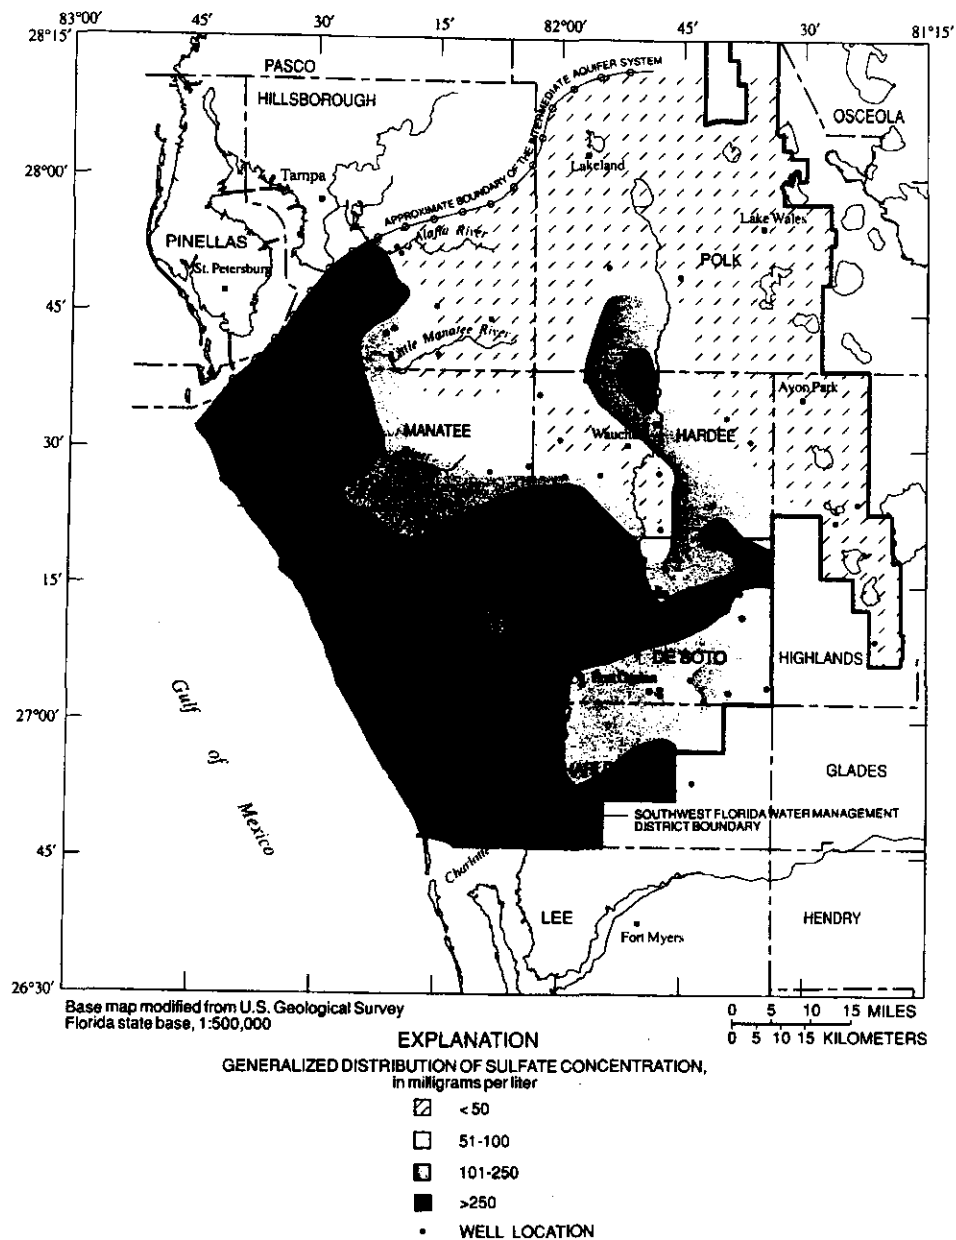 83°00′ 45′ 30′ 15′ 82°00′ 45′ 30′ 81°15′
28°15′
PASCO
HILLSBOROUGH
APPROXIMATE BOUNDARY OF THE INTERMEDIATE AQUIFER SYSTEM
OSCEOLA
28°00′
Lakeland
Tampa
Lake Wales
Alafia River
PINELLAS
POLK
St. Petersburg
45′
Little Manatee River
Avon Park
30′
MANATEE
HARDEE
15′
DE SOTO
HIGHLANDS
27°00′
Gulf
of
Mexico
GLADES
SOUTHWEST FLORIDA WATER MANAGEMENT
DISTRICT BOUNDARY
45′
Charlotte
LEE
HENDRY
Fort Myers
26°30′
Base map modified from U.S. Geological Survey
Florida state base, 1:500,000
0 5 10 15 MILES
0 5 10 15 KILOMETERS
EXPLANATION
GENERALIZED DISTRIBUTION OF SULFATE CONCENTRATION,
in milligrams per liter
<50
51-100
101-250
>250
WELL LOCATION